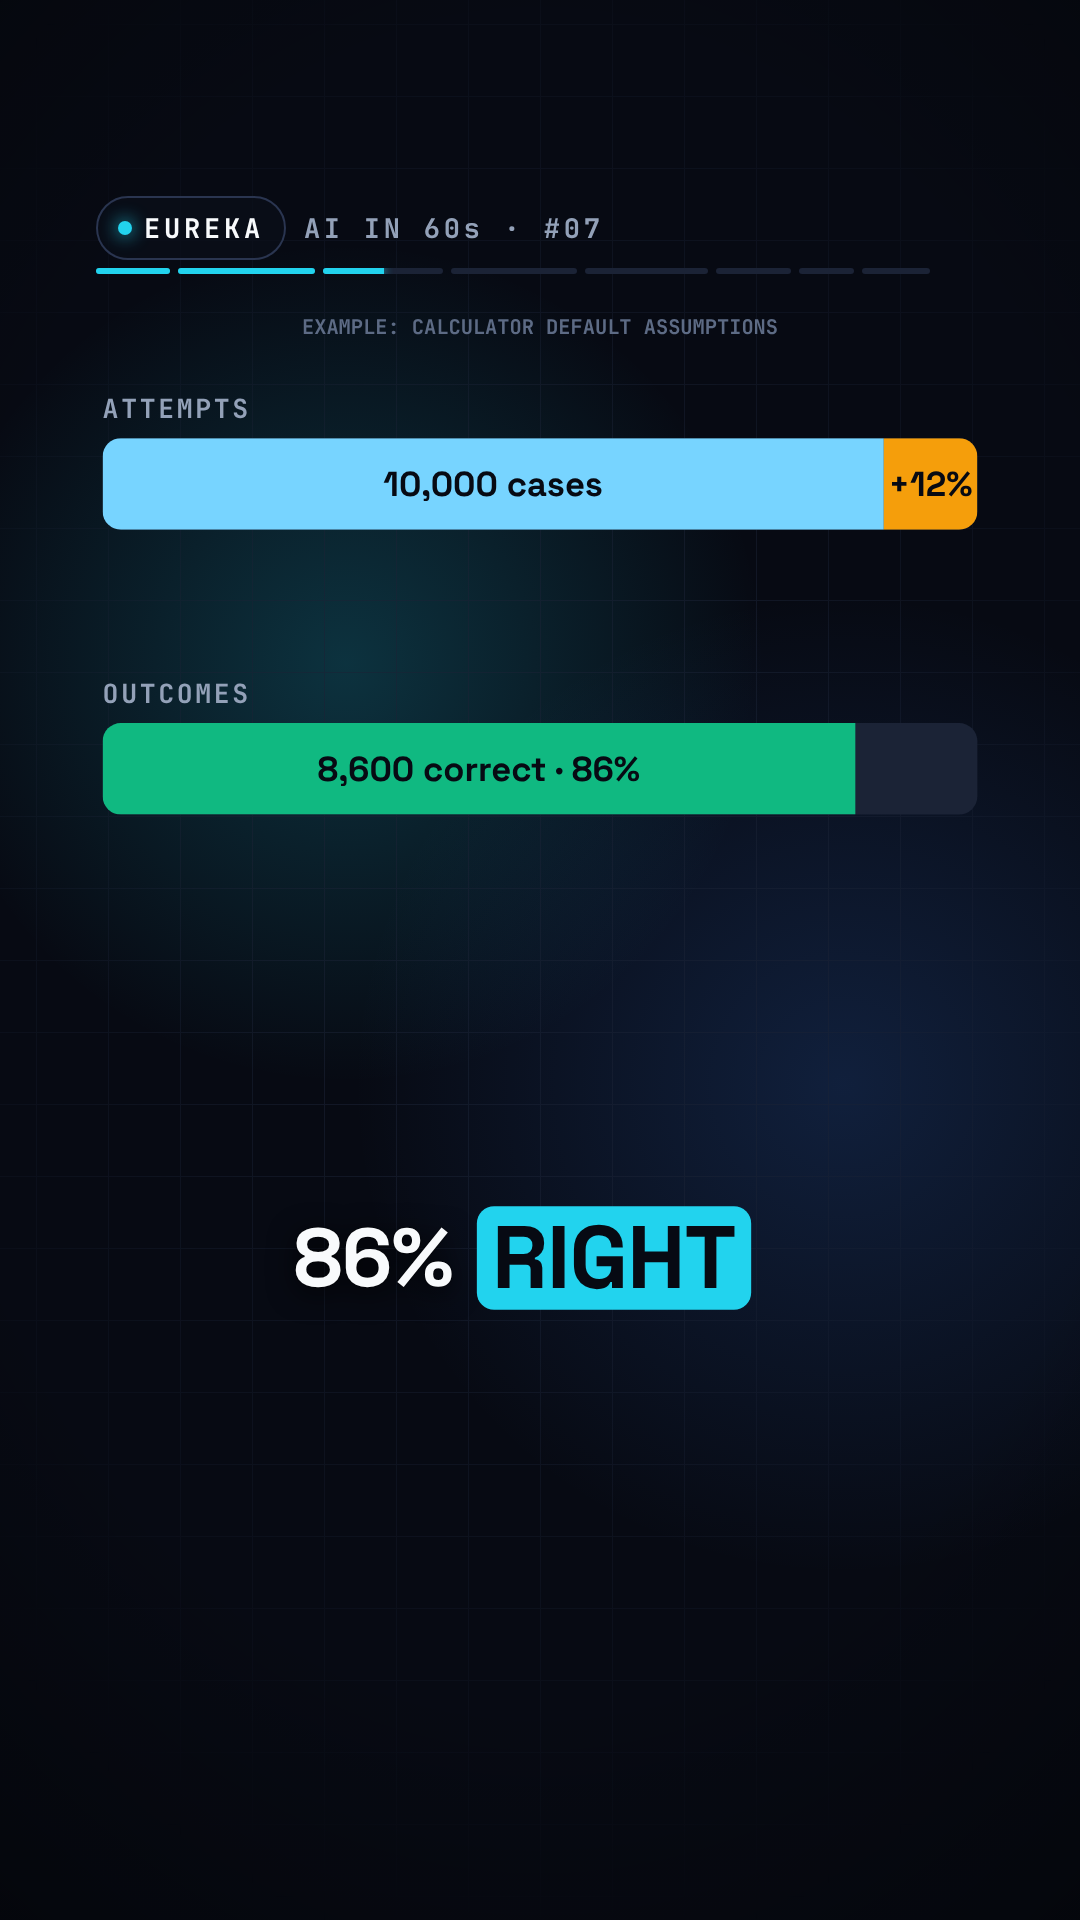 EUREKA AI IN 60s · #07
EXAMPLE: CALCULATOR DEFAULT ASSUMPTIONS
ATTEMPTS
10,000 cases +12%
OUTCOMES
8,600 correct · 86%
86% RIGHT